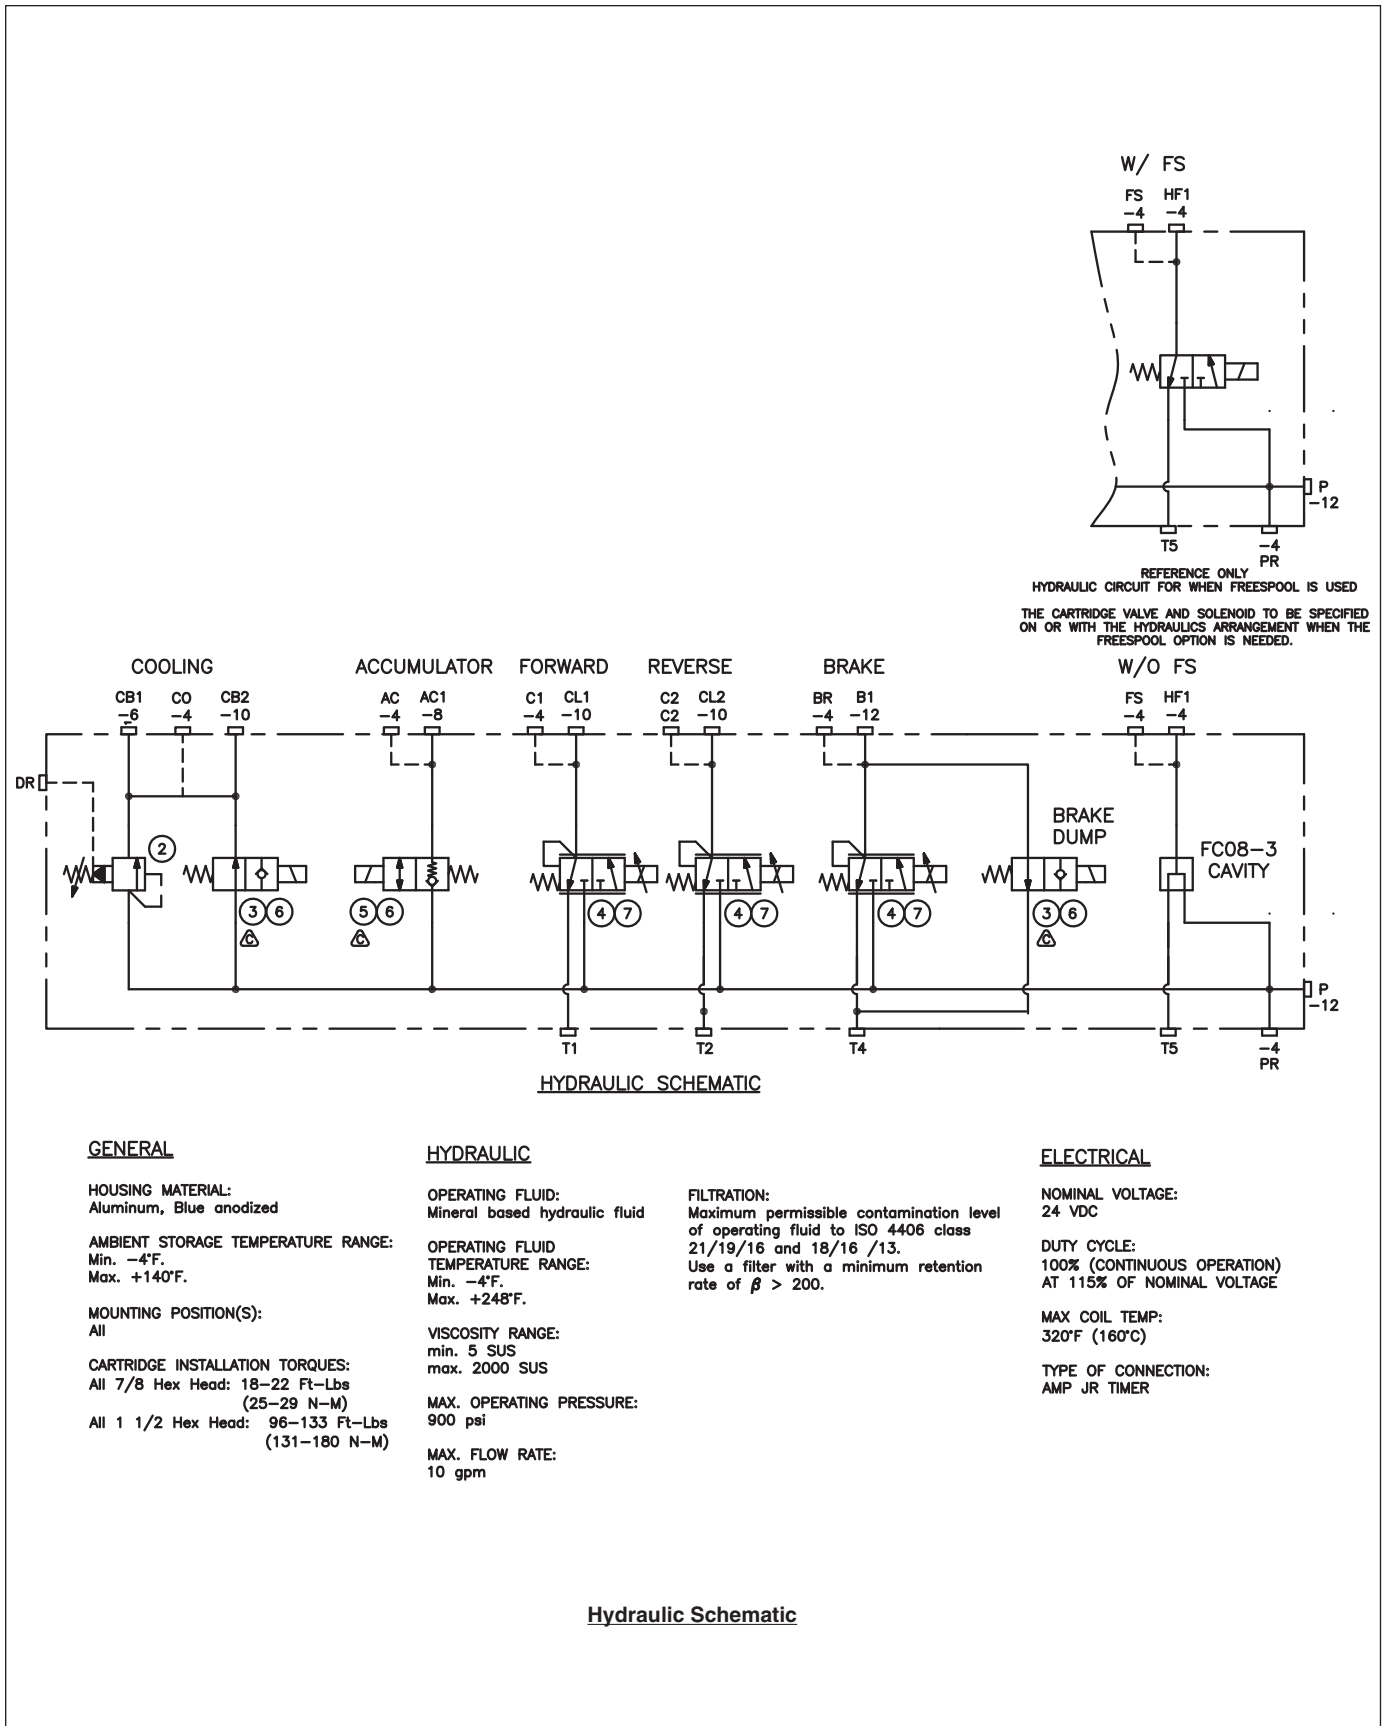 W/ FS
FS HF1
-4 -4
P
-12
T5 -4
PR
REFERENCE ONLY
HYDRAULIC CIRCUIT FOR WHEN FREESPOOL IS USED
THE CARTRIDGE VALVE AND SOLENOID TO BE SPECIFIED
ON OR WITH THE HYDRAULICS ARRANGEMENT WHEN THE
FREESPOOL OPTION IS NEEDED.
COOLING ACCUMULATOR FORWARD REVERSE BRAKE W/O FS
CB1 CO CB2 AC AC1 C1 CL1 C2 CL2 BR B1 FS HF1
-6 -4 -10 -4 -8 -4 -10 C2 -10 -4 -12 -4 -4
DR
BRAKE
DUMP
FC08-3
CAVITY
2
3 6 5 6 4 7 4 7 4 7 3 6
C C C
P
-12
T1 T2 T4 T5 -4
PR
HYDRAULIC SCHEMATIC
GENERAL
HOUSING MATERIAL:
Aluminum, Blue anodized
AMBIENT STORAGE TEMPERATURE RANGE:
Min. -4°F.
Max. +140°F.
MOUNTING POSITION(S):
All
CARTRIDGE INSTALLATION TORQUES:
All 7/8 Hex Head: 18-22 Ft-Lbs
(25-29 N-M)
All 1 1/2 Hex Head: 96-133 Ft-Lbs
(131-180 N-M)
HYDRAULIC
OPERATING FLUID:
Mineral based hydraulic fluid
OPERATING FLUID
TEMPERATURE RANGE:
Min. -4°F.
Max. +248°F.
VISCOSITY RANGE:
min. 5 SUS
max. 2000 SUS
MAX. OPERATING PRESSURE:
900 psi
MAX. FLOW RATE:
10 gpm
FILTRATION:
Maximum permissible contamination level
of operating fluid to ISO 4406 class
21/19/16 and 18/16 /13.
Use a filter with a minimum retention
rate of β > 200.
ELECTRICAL
NOMINAL VOLTAGE:
24 VDC
DUTY CYCLE:
100% (CONTINUOUS OPERATION)
AT 115% OF NOMINAL VOLTAGE
MAX COIL TEMP:
320°F (160°C)
TYPE OF CONNECTION:
AMP JR TIMER
Hydraulic Schematic